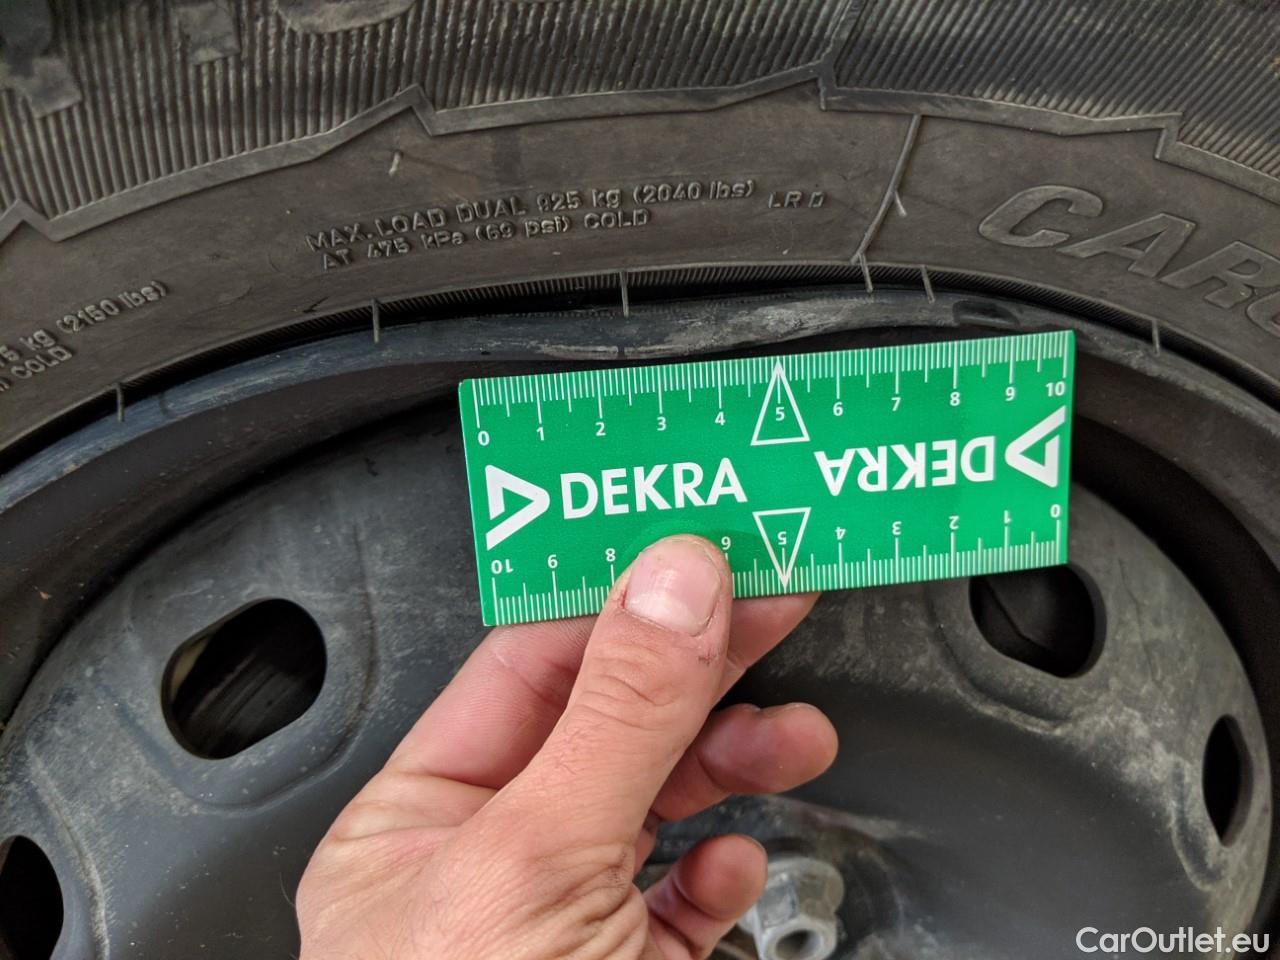 MAX. LOAD DUAL 925 kg (2040 lbs)
AT 475 kPa (69 psi) COLD
LR D
kg (2150 lbs)
COLD
0 1 2 3 4 5 6 7 8 9 10
DEKRA
DEKRA
10 9 8 6 5 4 3 2 1 0
CarOutlet.eu